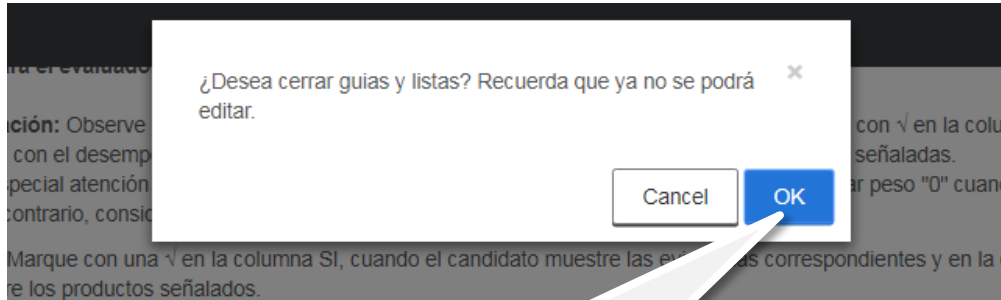 ¿Desea cerrar guias y listas? Recuerda que ya no se podrá
editar.
×
Cancel
OK
ción: Observe
con √ en la colu
con el desemp
señaladas.
special atención
ar peso "0" cuan
contrario, consid
Marque con una √ en la columna SI, cuando el candidato muestre las correspondientes y en la
re los productos señalados.